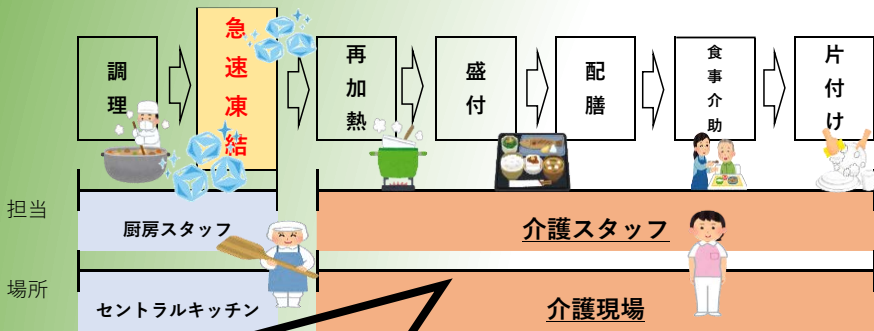 調理
急速凍結
再加熱
盛付
配膳
食事介助
片付け
担当
厨房スタッフ
介護スタッフ
場所
セントラルキッチン
介護現場